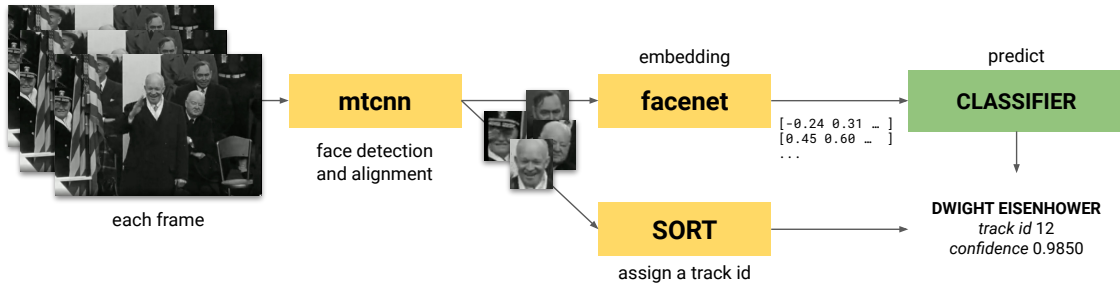 each frame
mtcnn
face detection
and alignment
embedding
facenet
[-0.24 0.31 … ]
[0.45 0.60 … ]
...
predict
CLASSIFIER
SORT
assign a track id
DWIGHT EISENHOWER
track id 12
confidence 0.9850